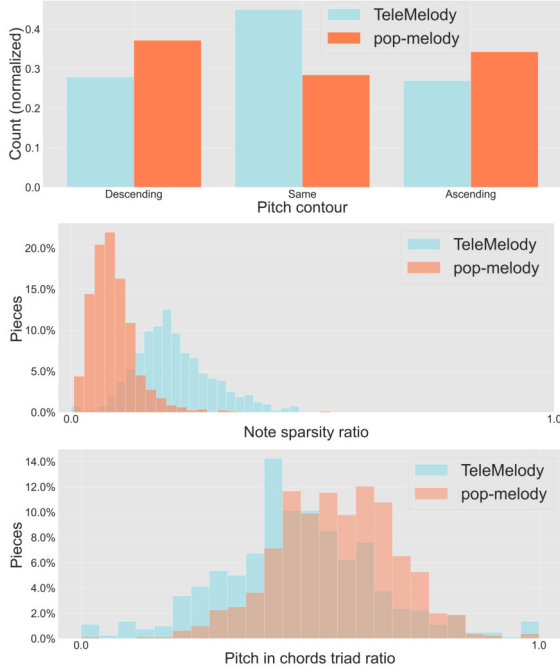 0.4
0.3
0.2
0.1
0.0
Count (normalized)
TeleMelody
pop-melody
Descending
Same
Ascending
Pitch contour
20.0%
15.0%
10.0%
5.0%
0.0%
Pieces
TeleMelody
pop-melody
0.0
1.0
Note sparsity ratio
14.0%
12.0%
10.0%
8.0%
6.0%
4.0%
2.0%
0.0%
Pieces
TeleMelody
pop-melody
0.0
1.0
Pitch in chords triad ratio